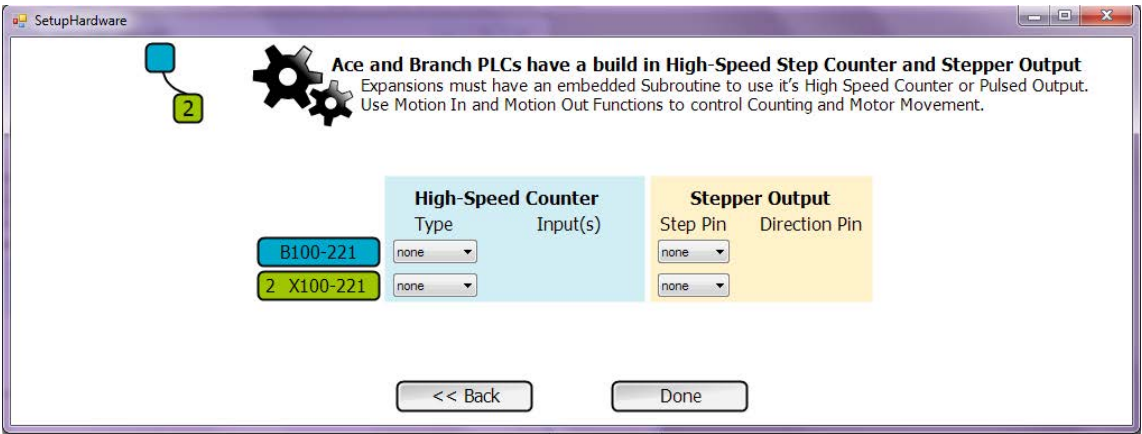 SetupHardware
2
Ace and Branch PLCs have a build in High-Speed Step Counter and Stepper Output
Expansions must have an embedded Subroutine to use it's High Speed Counter or Pulsed Output.
Use Motion In and Motion Out Functions to control Counting and Motor Movement.
High-Speed Counter Stepper Output
Type Input(s) Step Pin Direction Pin
B100-221 none none
2 X100-221 none none
<< Back Done